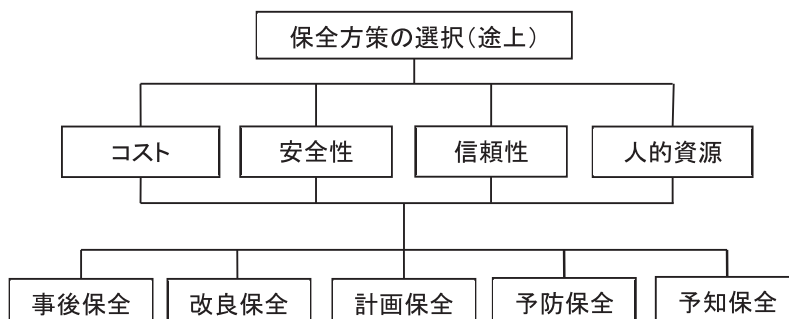 保全方策の選択（途上）
コスト
安全性
信頼性
人的資源
事後保全
改良保全
計画保全
予防保全
予知保全